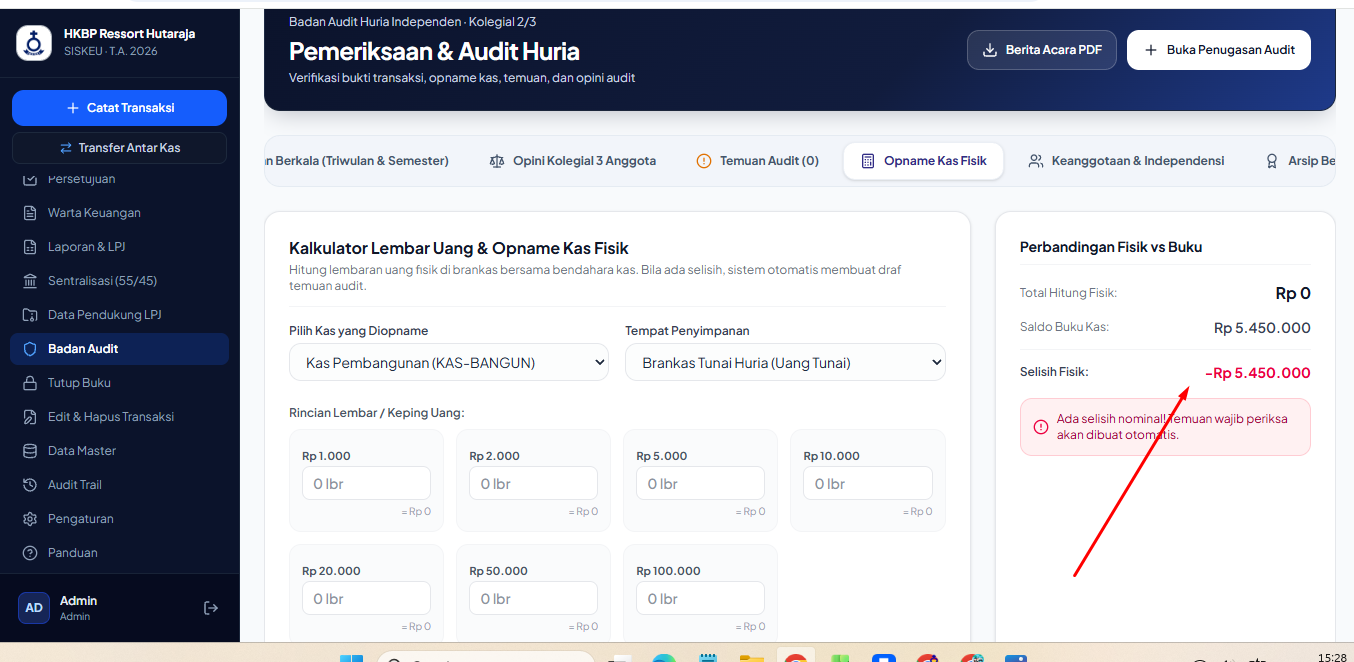 HKBP Ressort Hutaraja
SISKEU · T.A. 2026
Catat Transaksi
Transfer Antar Kas
Persetujuan
Warta Keuangan
Laporan & LPJ
Sentralisasi (55/45)
Data Pendukung LPJ
Badan Audit
Tutup Buku
Edit & Hapus Transaksi
Data Master
Audit Trail
Pengaturan
Panduan
AD
Admin
Admin
Badan Audit Huria Independen · Kolegial 2/3
Pemeriksaan & Audit Huria
Verifikasi bukti transaksi, opname kas, temuan, dan opini audit
Berita Acara PDF
Buka Penugasan Audit
n Berkala (Triwulan & Semester)
Opini Kolegial 3 Anggota
Temuan Audit (0)
Opname Kas Fisik
Keanggotaan & Independensi
Arsip Be
Kalkulator Lembar Uang & Opname Kas Fisik
Hitung lembaran uang fisik di brankas bersama bendahara kas. Bila ada selisih, sistem otomatis membuat draf
temuan audit.
Pilih Kas yang Diopname
Tempat Penyimpanan
Kas Pembangunan (KAS-BANGUN)
Brankas Tunai Huria (Uang Tunai)
Rincian Lembar / Keping Uang:
Rp 1.000
Rp 2.000
Rp 5.000
Rp 10.000
0 lbr
0 lbr
0 lbr
0 lbr
= Rp 0
= Rp 0
= Rp 0
= Rp 0
Rp 20.000
Rp 50.000
Rp 100.000
0 lbr
0 lbr
0 lbr
= Rp 0
= Rp 0
= Rp 0
Perbandingan Fisik vs Buku
Total Hitung Fisik:
Rp 0
Saldo Buku Kas:
Rp 5.450.000
Selisih Fisik:
-Rp 5.450.000
Ada selisih nominal! Temuan wajib periksa
akan dibuat otomatis.
15:28